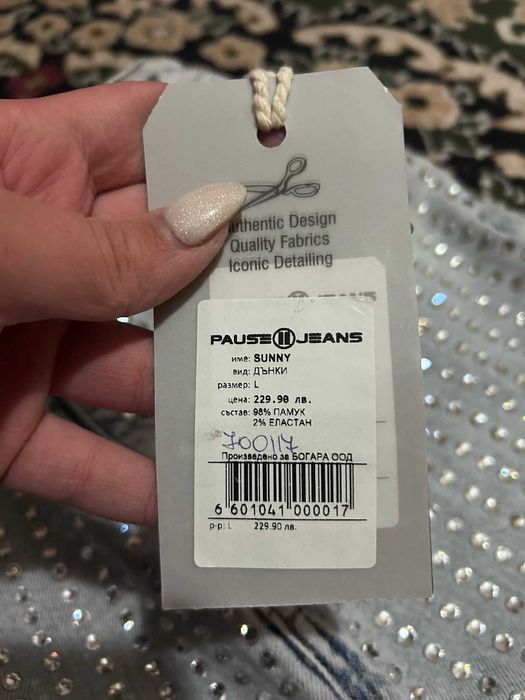 Authentic Design
Quality Fabrics
Iconic Detailing
JEANS
PAUSE JEANS
име: SUNNY
вид: ДЪНКИ
размер: L
цена: 229.90 лв.
състав: 98% ПАМУК
2% ЕЛАСТАН
700117
Произведено за БОГАРА ООД
6 601041 000017
р-р: L 229.90 лв.